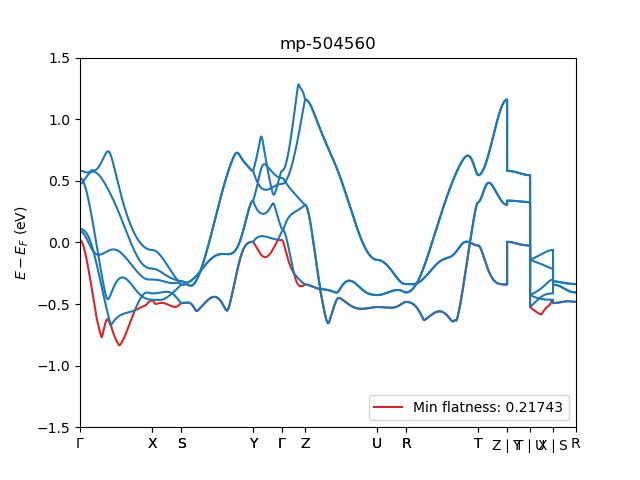 mp-504560
1.5
1.0
0.5
0.0
−0.5
−1.0
−1.5
E − E_F (eV)
Min flatness: 0.21743
Γ X S Y Γ Z U R T Z | Y T | U X | S R